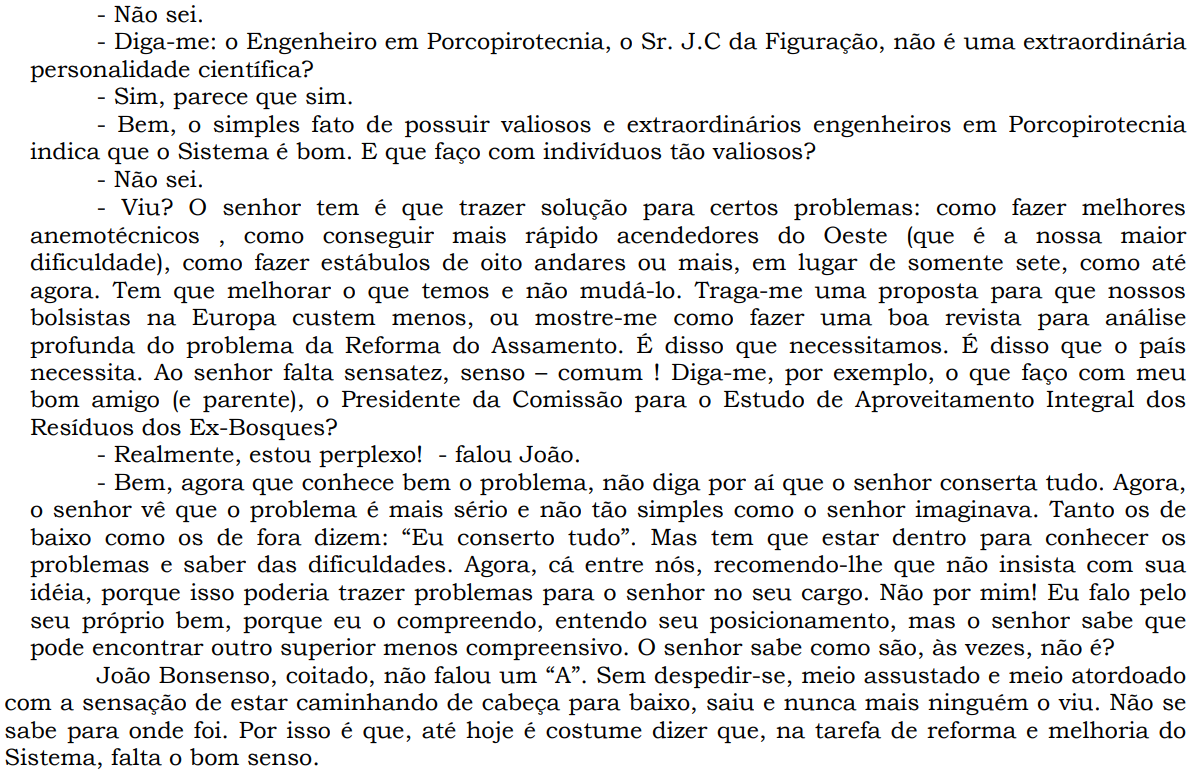 - Não sei.
- Diga-me: o Engenheiro em Porcopirotecnia, o Sr. J.C da Figuração, não é uma extraordinária
personalidade científica?
- Sim, parece que sim.
- Bem, o simples fato de possuir valiosos e extraordinários engenheiros em Porcopirotecnia
indica que o Sistema é bom. E que faço com indivíduos tão valiosos?
- Não sei.
- Viu? O senhor tem é que trazer solução para certos problemas: como fazer melhores
anemotécnicos , como conseguir mais rápido acendedores do Oeste (que é a nossa maior
dificuldade), como fazer estábulos de oito andares ou mais, em lugar de somente sete, como até
agora. Tem que melhorar o que temos e não mudá-lo. Traga-me uma proposta para que nossos
bolsistas na Europa custem menos, ou mostre-me como fazer uma boa revista para análise
profunda do problema da Reforma do Assamento. É disso que necessitamos. É disso que o país
necessita. Ao senhor falta sensatez, senso – comum ! Diga-me, por exemplo, o que faço com meu
bom amigo (e parente), o Presidente da Comissão para o Estudo de Aproveitamento Integral dos
Resíduos dos Ex-Bosques?
- Realmente, estou perplexo!  - falou João.
- Bem, agora que conhece bem o problema, não diga por aí que o senhor conserta tudo. Agora,
o senhor vê que o problema é mais sério e não tão simples como o senhor imaginava. Tanto os de
baixo como os de fora dizem: “Eu conserto tudo”. Mas tem que estar dentro para conhecer os
problemas e saber das dificuldades. Agora, cá entre nós, recomendo-lhe que não insista com sua
idéia, porque isso poderia trazer problemas para o senhor no seu cargo. Não por mim! Eu falo pelo
seu próprio bem, porque eu o compreendo, entendo seu posicionamento, mas o senhor sabe que
pode encontrar outro superior menos compreensivo. O senhor sabe como são, às vezes, não é?
João Bonsenso, coitado, não falou um “A”. Sem despedir-se, meio assustado e meio atordoado
com a sensação de estar caminhando de cabeça para baixo, saiu e nunca mais ninguém o viu. Não se
sabe para onde foi. Por isso é que, até hoje é costume dizer que, na tarefa de reforma e melhoria do
Sistema, falta o bom senso.